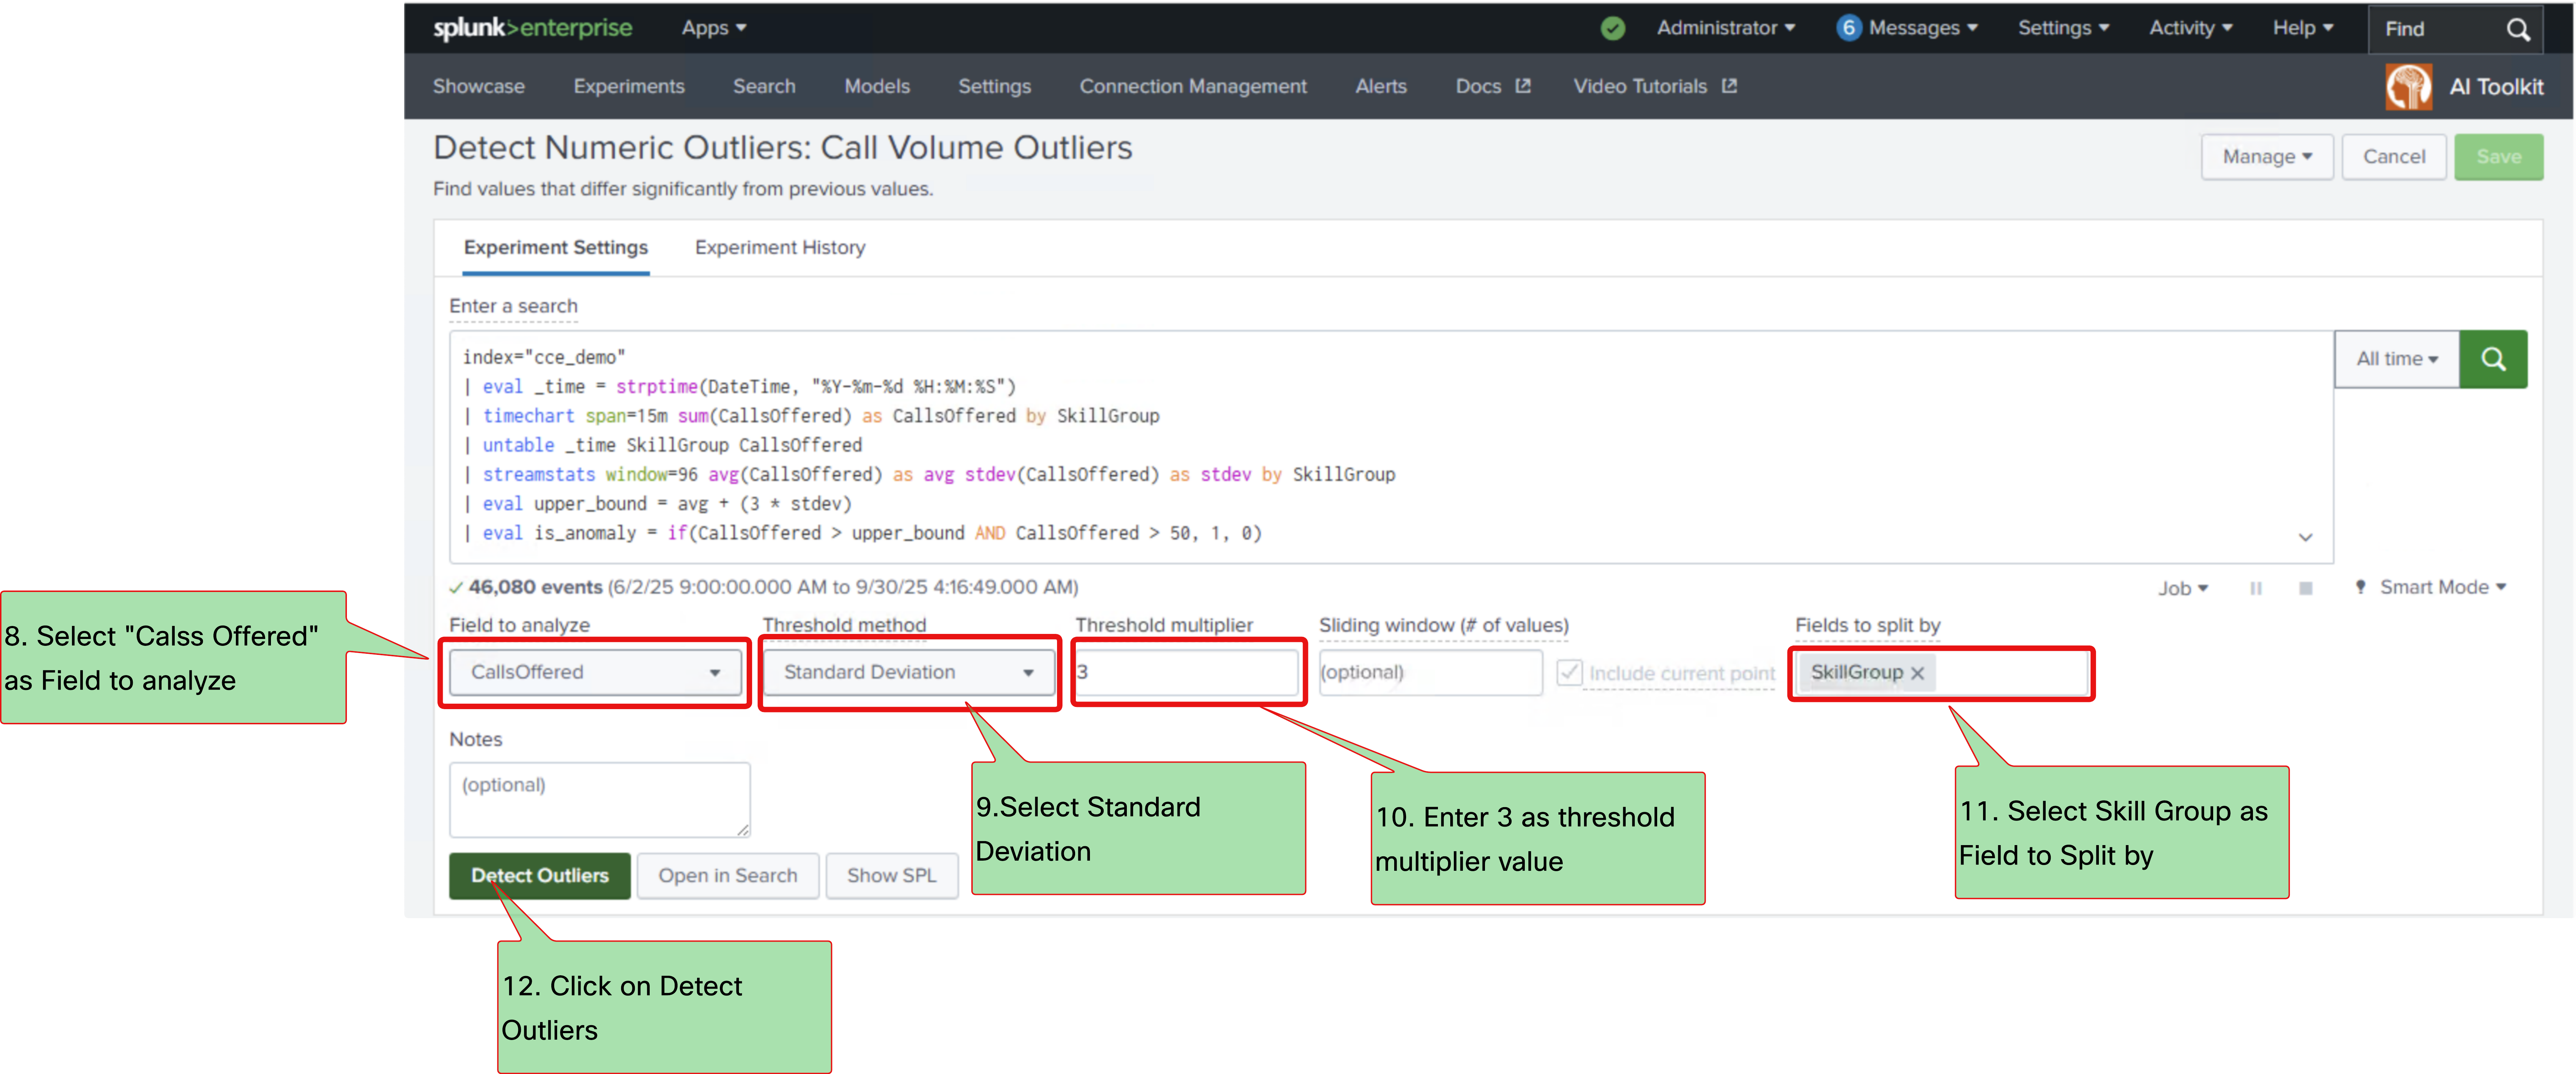 splunk>enterprise Apps Administrator 6 Messages Settings Activity Help Find
Showcase Experiments Search Models Settings Connection Management Alerts Docs Video Tutorials AI Toolkit
Detect Numeric Outliers: Call Volume Outliers
Manage Cancel Save
Find values that differ significantly from previous values.
Experiment Settings Experiment History
Enter a search
index="cce_demo"
| eval _time = strptime(DateTime, "%Y-%m-%d %H:%M:%S")
| timechart span=15m sum(CallsOffered) as CallsOffered by SkillGroup
| untable _time SkillGroup CallsOffered
| streamstats window=96 avg(CallsOffered) as avg stdev(CallsOffered) as stdev by SkillGroup
| eval upper_bound = avg + (3 * stdev)
| eval is_anomaly = if(CallsOffered > upper_bound AND CallsOffered > 50, 1, 0)
All time
46,080 events (6/2/25 9:00:00.000 AM to 9/30/25 4:16:49.000 AM)
Job Smart Mode
Field to analyze Threshold method Threshold multiplier Sliding window (# of values) Fields to split by
CallsOffered Standard Deviation 3 (optional) Include current point SkillGroup
Notes
(optional)
Detect Outliers Open in Search Show SPL
8. Select "Calss Offered"
as Field to analyze
9.Select Standard
Deviation
10. Enter 3 as threshold
multiplier value
11. Select Skill Group as
Field to Split by
12. Click on Detect
Outliers